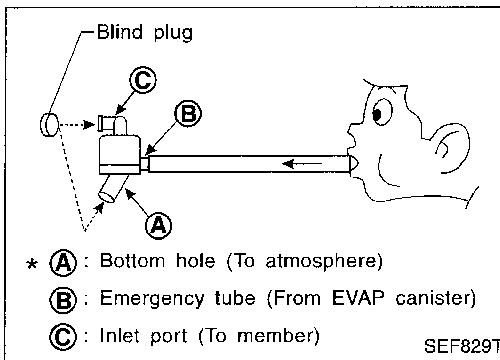 Blind plug
C
B
A
* A : Bottom hole (To atmosphere)
B : Emergency tube (From EVAP canister)
C : Inlet port (To member)
SEF829T